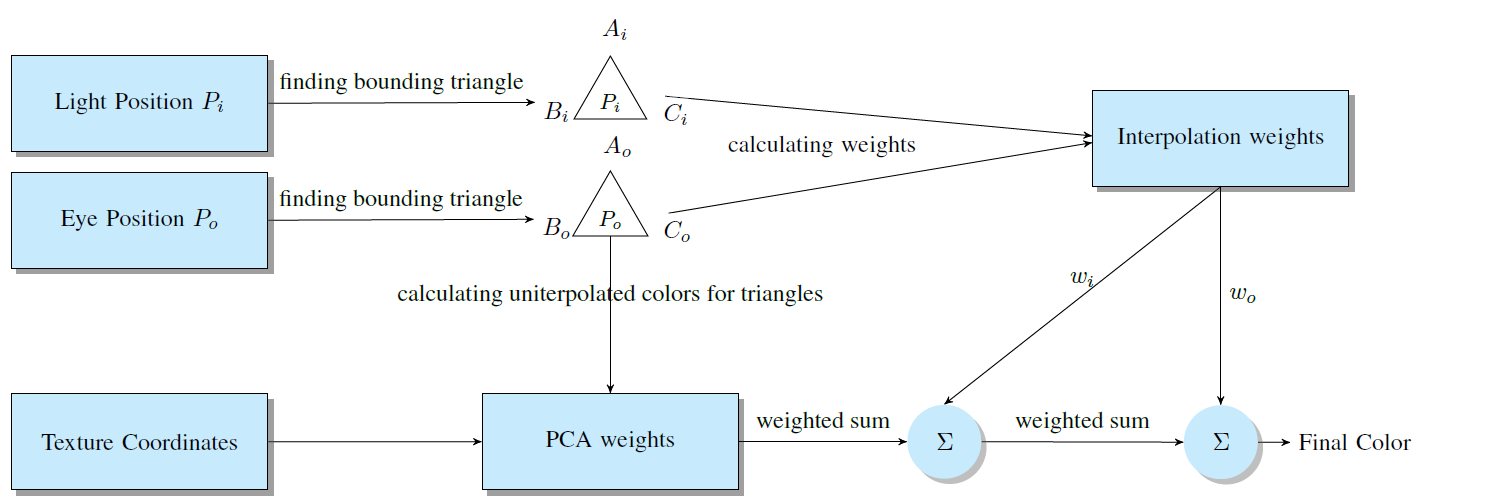 A_i
Light Position P_i
finding bounding triangle
B_i
P_i
C_i
Interpolation weights
calculating weights
A_o
Eye Position P_o
finding bounding triangle
B_o
P_o
C_o
calculating uniterpolated colors for triangles
w_i
w_o
Texture Coordinates
PCA weights
weighted sum
Σ
weighted sum
Σ
Final Color